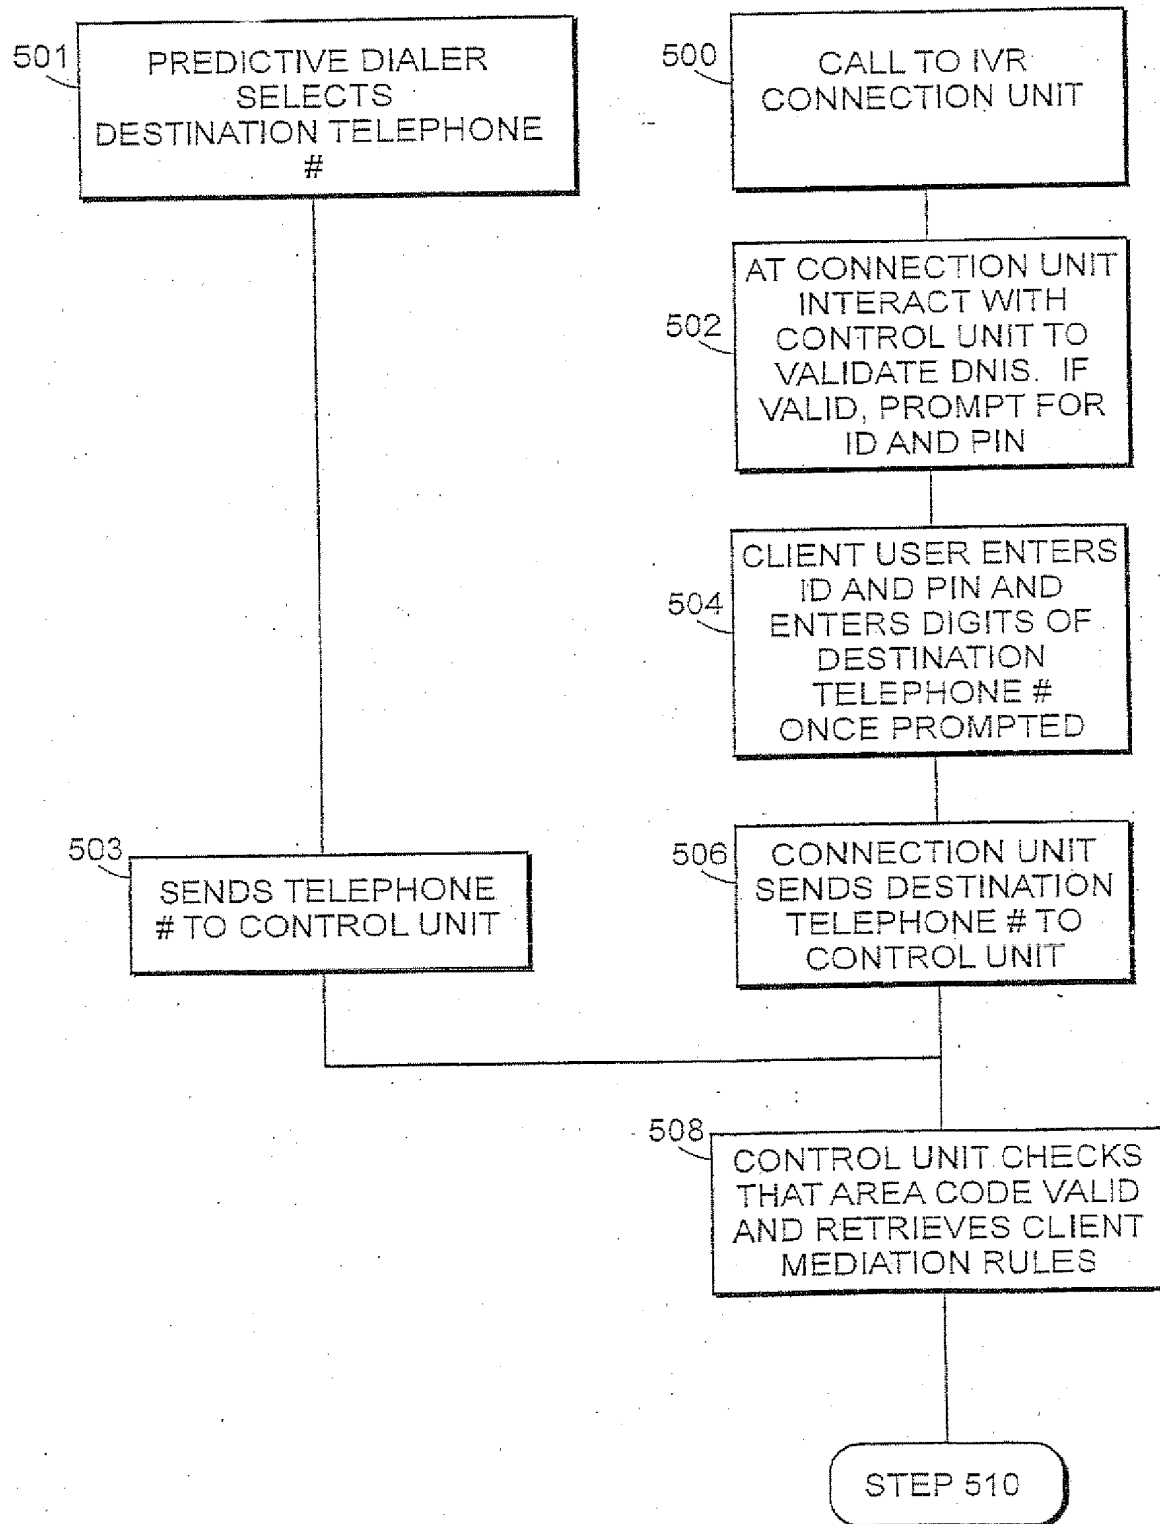 501
PREDICTIVE DIALER
SELECTS
DESTINATION TELEPHONE
#
500
CALL TO IVR
CONNECTION UNIT
502
AT CONNECTION UNIT
INTERACT WITH
CONTROL UNIT TO
VALIDATE DNIS. IF
VALID, PROMPT FOR
ID AND PIN
504
CLIENT USER ENTERS
ID AND PIN AND
ENTERS DIGITS OF
DESTINATION
TELEPHONE #
ONCE PROMPTED
503
SENDS TELEPHONE
# TO CONTROL UNIT
506
CONNECTION UNIT
SENDS DESTINATION
TELEPHONE # TO
CONTROL UNIT
508
CONTROL UNIT CHECKS
THAT AREA CODE VALID
AND RETRIEVES CLIENT
MEDIATION RULES
STEP 510